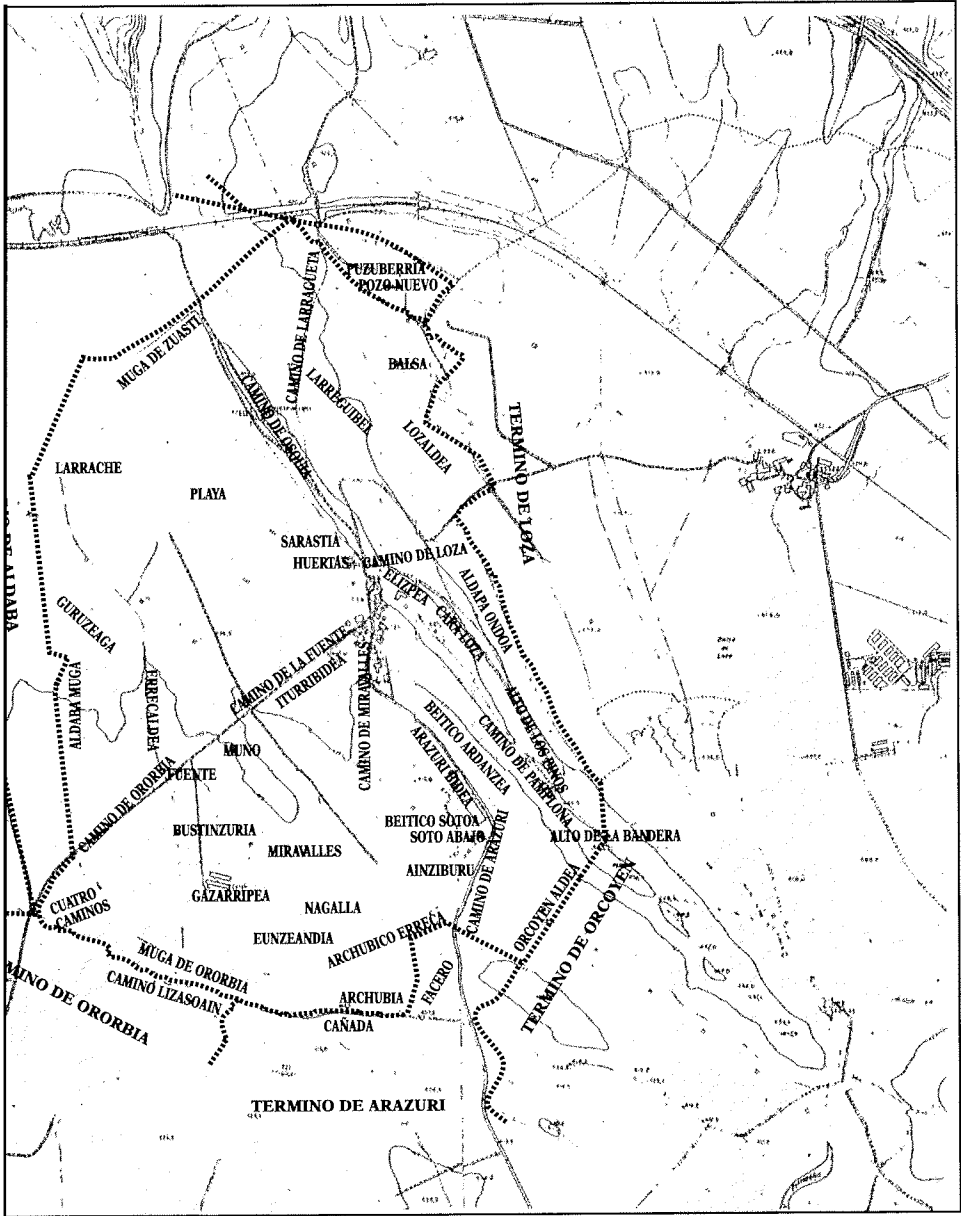 PUZUBERRIA
POZO NUEVO
CAMINO DE LARRAGUETA
MUGA DE ZUASTI
BALSA
CAMINO DE OSQUIA
LARREGUIBEA
LOZALDEA
TERMINO DE LOZA
LARRACHE
PLAYA
SARASTIA
HUERTAS
CAMINO DE LOZA
DE ALDABA
ELIZPEA
CARA LOZA
ALDAPA ONDOA
GURUZEAGA
CAMINO DE LA FUENTE
ITURRIBIDEA
ALDABA MUGA
ERRECALDEA
CAMINO DE MIRAVALLES
ALTO DE LOS PINOS
BEITICO ARDANZEA
CAMINO DE PAMPLONA
ARAZURI BIDEA
MUNO
FUENTE
CAMINO DE ORORBIA
BUSTINZURIA
BEITICO SOTOA
SOTO ABAJO
ALTO DE LA BANDERA
MIRAVALLES
AINZIBURU
CAMINO DE ARAZURI
GAZARRIPEA
CUATRO
CAMINOS
NAGALLA
ORCOYEN ALDEA
TERMINO DE ORCOYEN
EUNZEANDIA
ARCHUBICO ERRECA
MUGA DE ORORBIA
CAMINO LIZASOAIN
MINO DE ORORBIA
ARCHUBIA
FACERO
CAÑADA
TERMINO DE ARAZURI